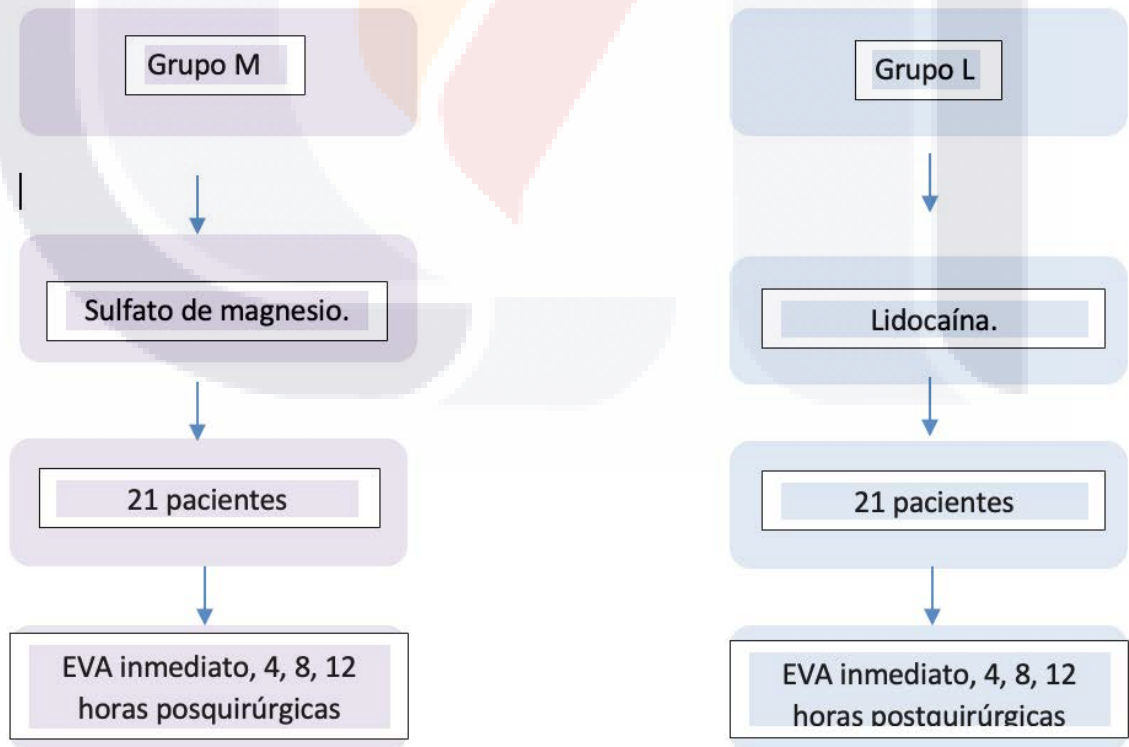 Grupo M
Grupo L
Sulfato de magnesio.
Lidocaína.
21 pacientes
21 pacientes
EVA inmediato, 4, 8, 12
horas posquirúrgicas
EVA inmediato, 4, 8, 12
horas postquirúrgicas